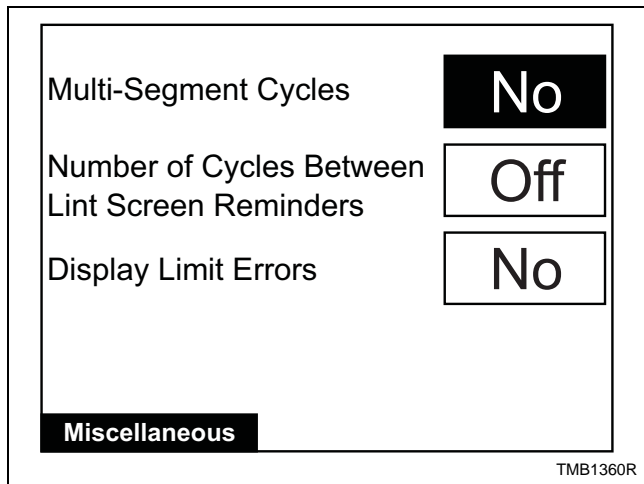 Multi-Segment Cycles
No
Number of Cycles Between
Lint Screen Reminders
Off
Display Limit Errors
No
Miscellaneous
TMB1360R